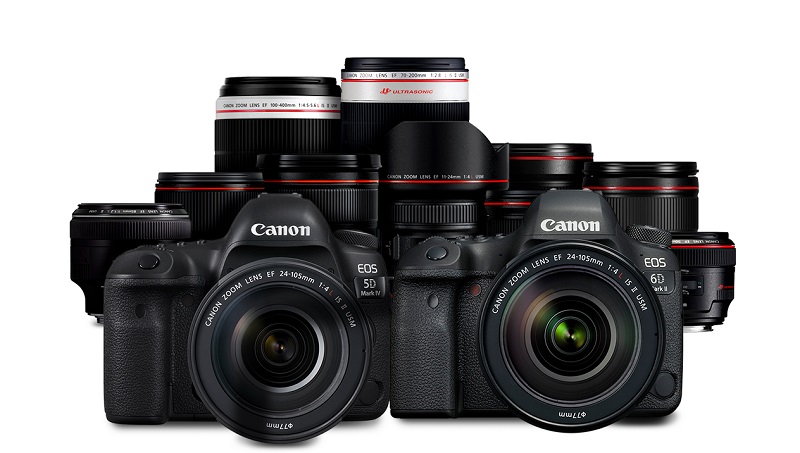 CANON ZOOM LENS EF 70-200mm 1:2.8 L IS II USM
ULTRASONIC
CANON ZOOM LENS EF 100-400mm 1:4.5-5.6 L IS II USM
CANON ZOOM LENS EF 11-24mm 1:4 L USM
Canon
EOS
5D
Mark IV
CANON ZOOM LENS EF 24-105mm 1:4 L IS II USM
Φ77mm
Canon
EOS
6D
Mark II
CANON ZOOM LENS EF 24-105mm 1:4 L IS II USM
Φ77mm